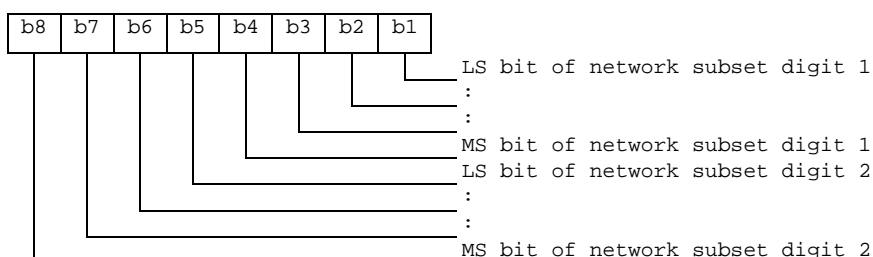 b8 b7 b6 b5 b4 b3 b2 b1
LS bit of network subset digit 1
:
:
MS bit of network subset digit 1
LS bit of network subset digit 2
:
:
MS bit of network subset digit 2